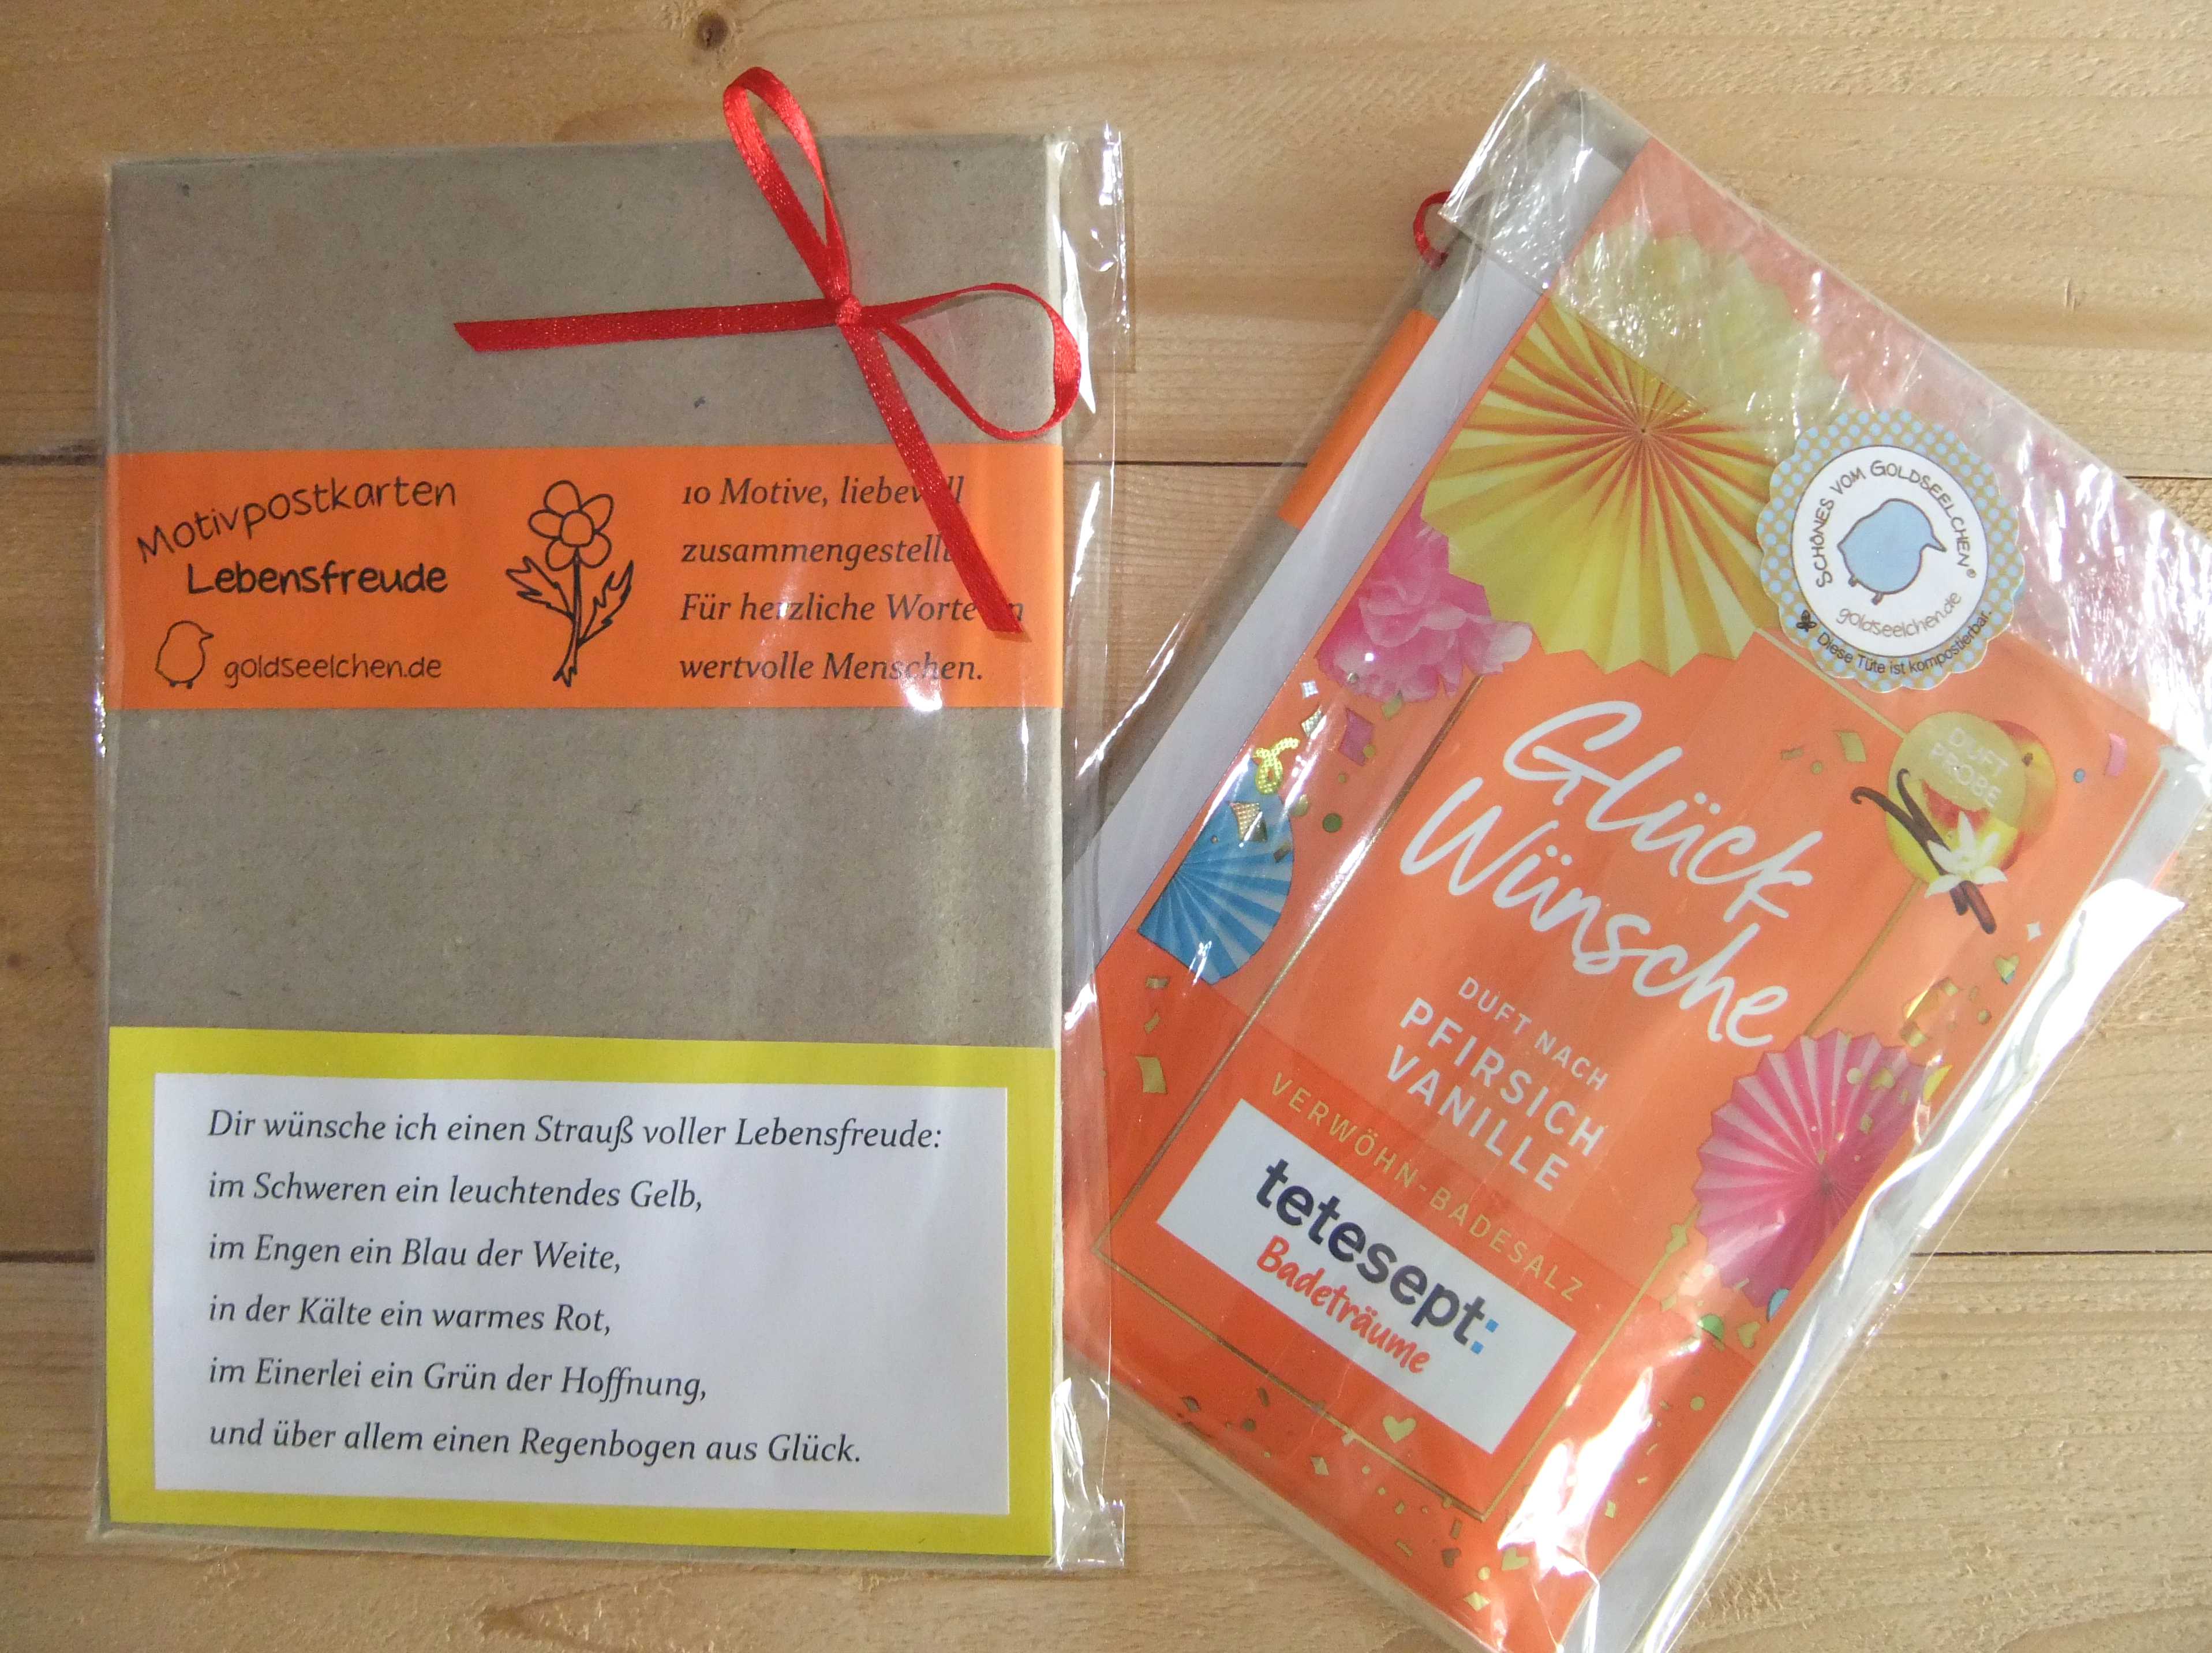 Motivpostkarten
Lebensfreude
goldseelchen.de
10 Motive, liebevoll
zusammengestellt
Für herzliche Worte an
wertvolle Menschen.
Dir wünsche ich einen Strauß voller Lebensfreude:
im Schweren ein leuchtendes Gelb,
im Engen ein Blau der Weite,
in der Kälte ein warmes Rot,
im Einerlei ein Grün der Hoffnung,
und über allem einen Regenbogen aus Glück.
SCHÖNES VOM GOLDSEELCHEN®
goldseelchen.de
Diese Tüte ist kompostierbar.
DUFT
PROBE
Glück
Wünsche
DUFT NACH
PFIRSICH
VANILLE
VERWÖHN-BADESALZ
tetesept:
Badeträume